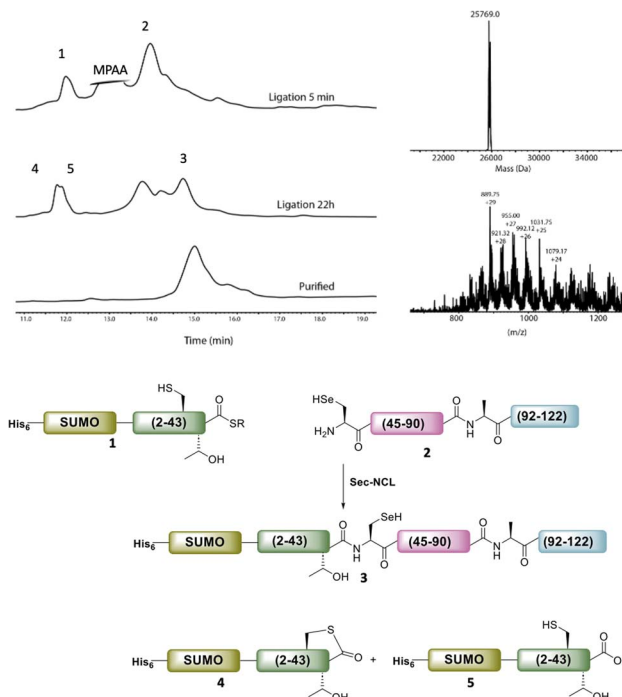 1
2
MPAA
Ligation 5 min
4
5
3
Ligation 22h
Purified
11.0 12.0 13.0 14.0 15.0 16.0 17.0 18.0 19.0
Time (min)
25769.0
22000 26000 30000 34000
Mass (Da)
889.75
+29
921.32
+28
955.00
+27
992.12
+26
1031.75
+25
1079.17
+24
800 1000 1200
(m/z)
HS
O
His6 SUMO (2-43) SR
OH
1
HSe
H2N
O
(45-90)
O
N
H
O
(92-122)
2
Sec-NCL
His6 SUMO (2-43)
O
N
H
SeH
O
(45-90)
O
N
H
O
(92-122)
OH
3
S
O
His6 SUMO (2-43)
OH
4
+
HS
O
His6 SUMO (2-43)
O
OH
5